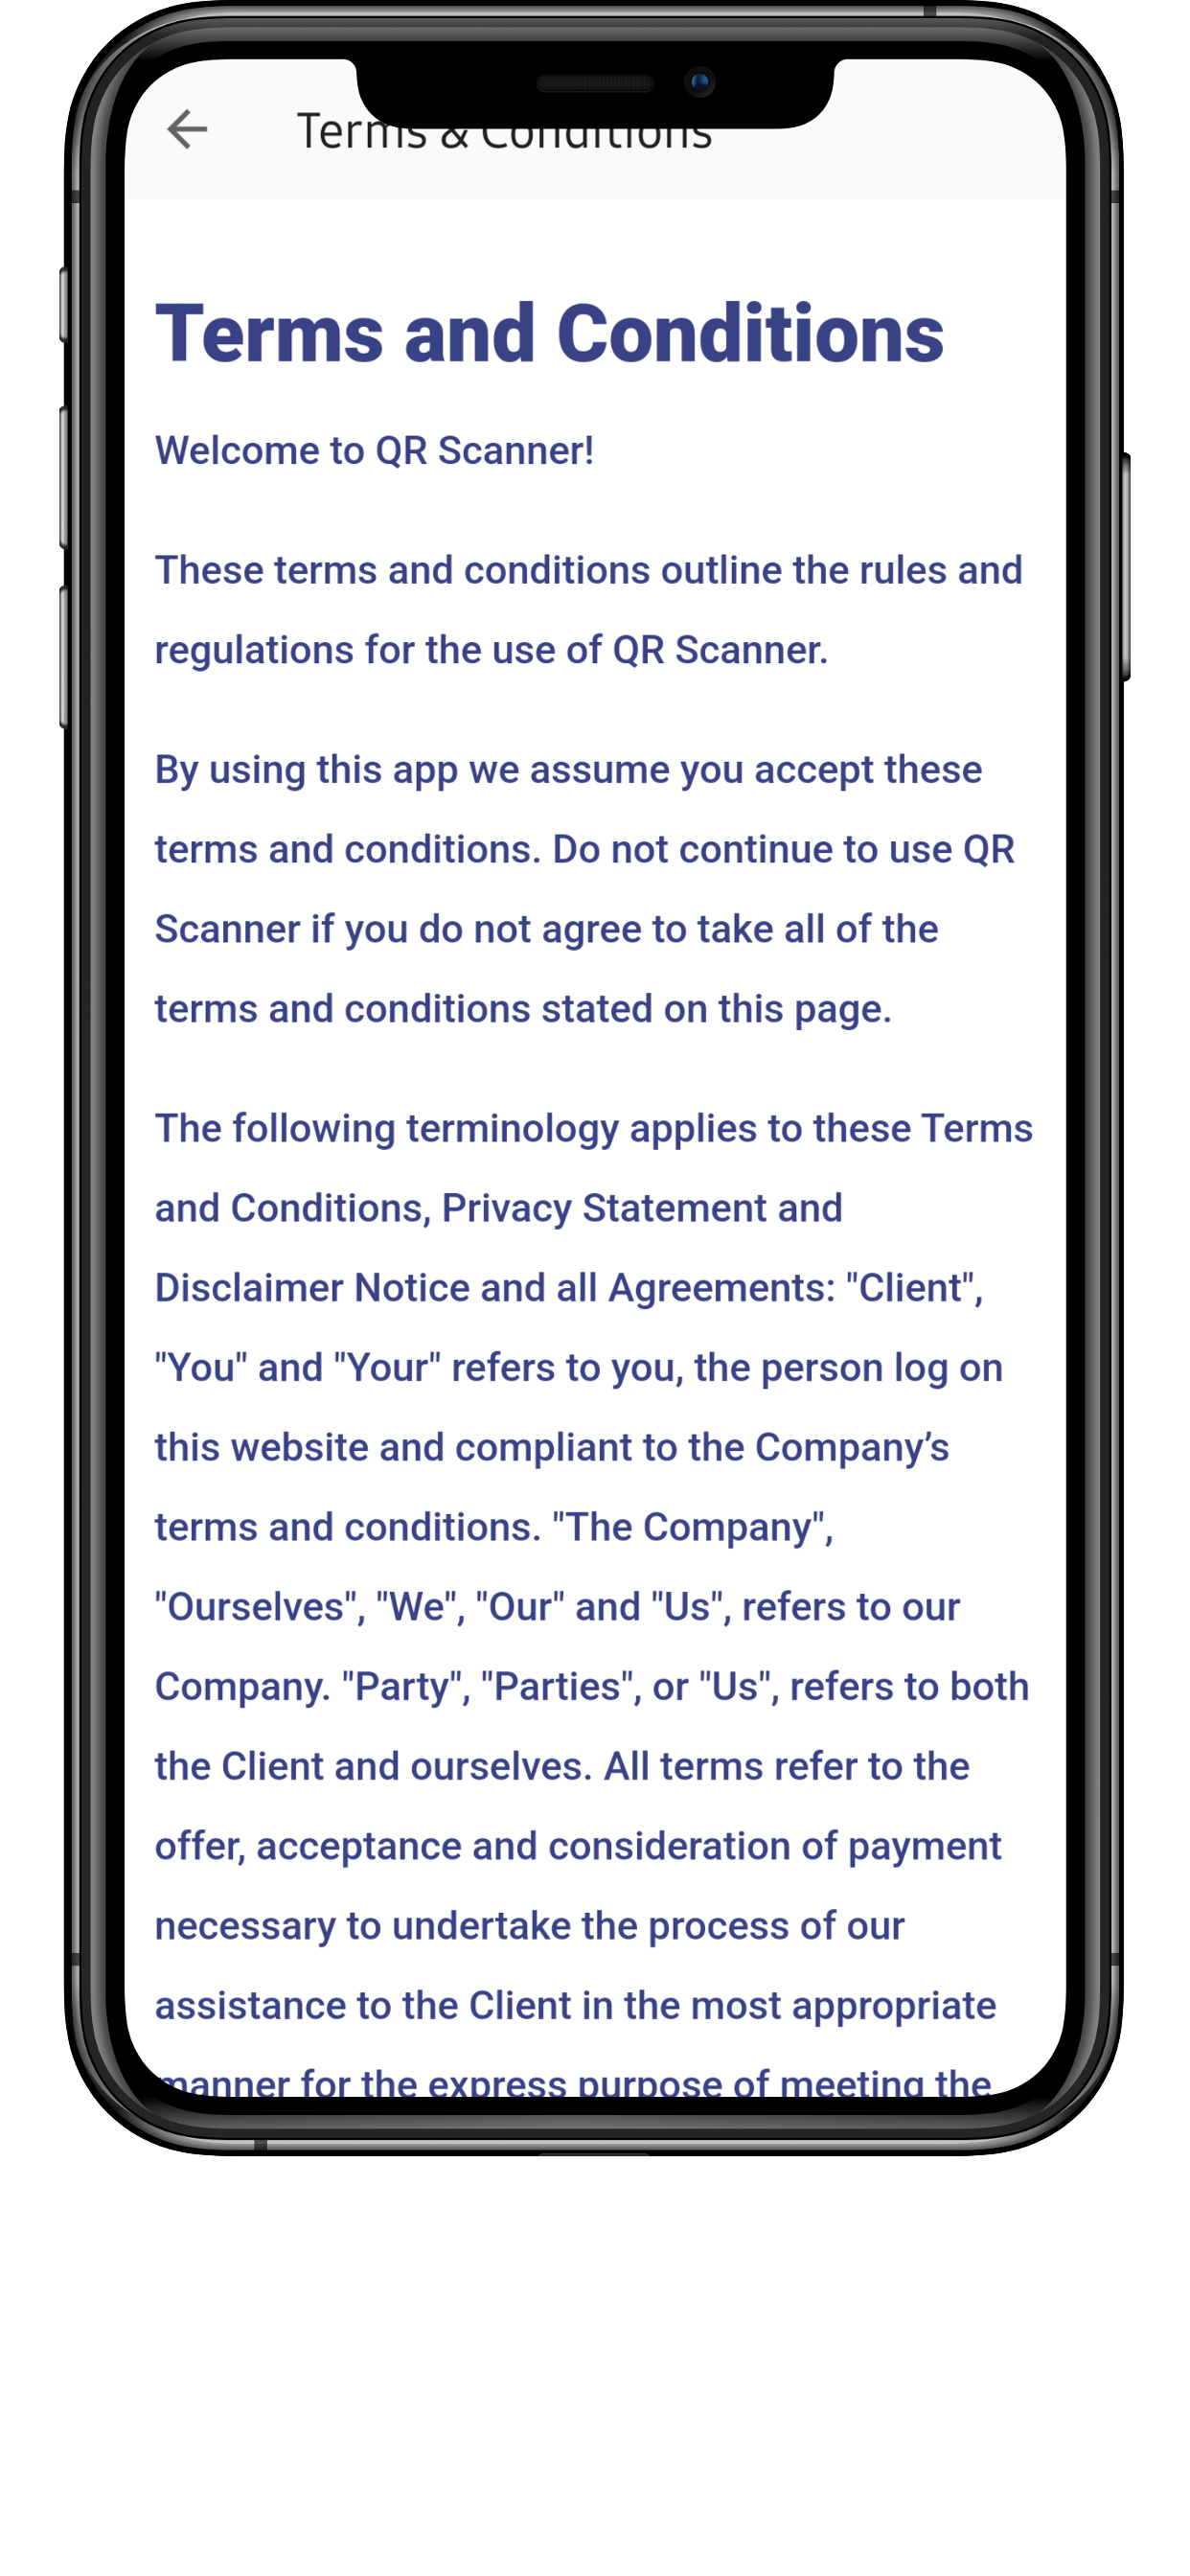 Terms & Conditions
Terms and Conditions
Welcome to QR Scanner!
These terms and conditions outline the rules and
regulations for the use of QR Scanner.
By using this app we assume you accept these
terms and conditions. Do not continue to use QR
Scanner if you do not agree to take all of the
terms and conditions stated on this page.
The following terminology applies to these Terms
and Conditions, Privacy Statement and
Disclaimer Notice and all Agreements: "Client",
"You" and "Your" refers to you, the person log on
this website and compliant to the Company’s
terms and conditions. "The Company",
"Ourselves", "We", "Our" and "Us", refers to our
Company. "Party", "Parties", or "Us", refers to both
the Client and ourselves. All terms refer to the
offer, acceptance and consideration of payment
necessary to undertake the process of our
assistance to the Client in the most appropriate
manner for the express purpose of meeting the